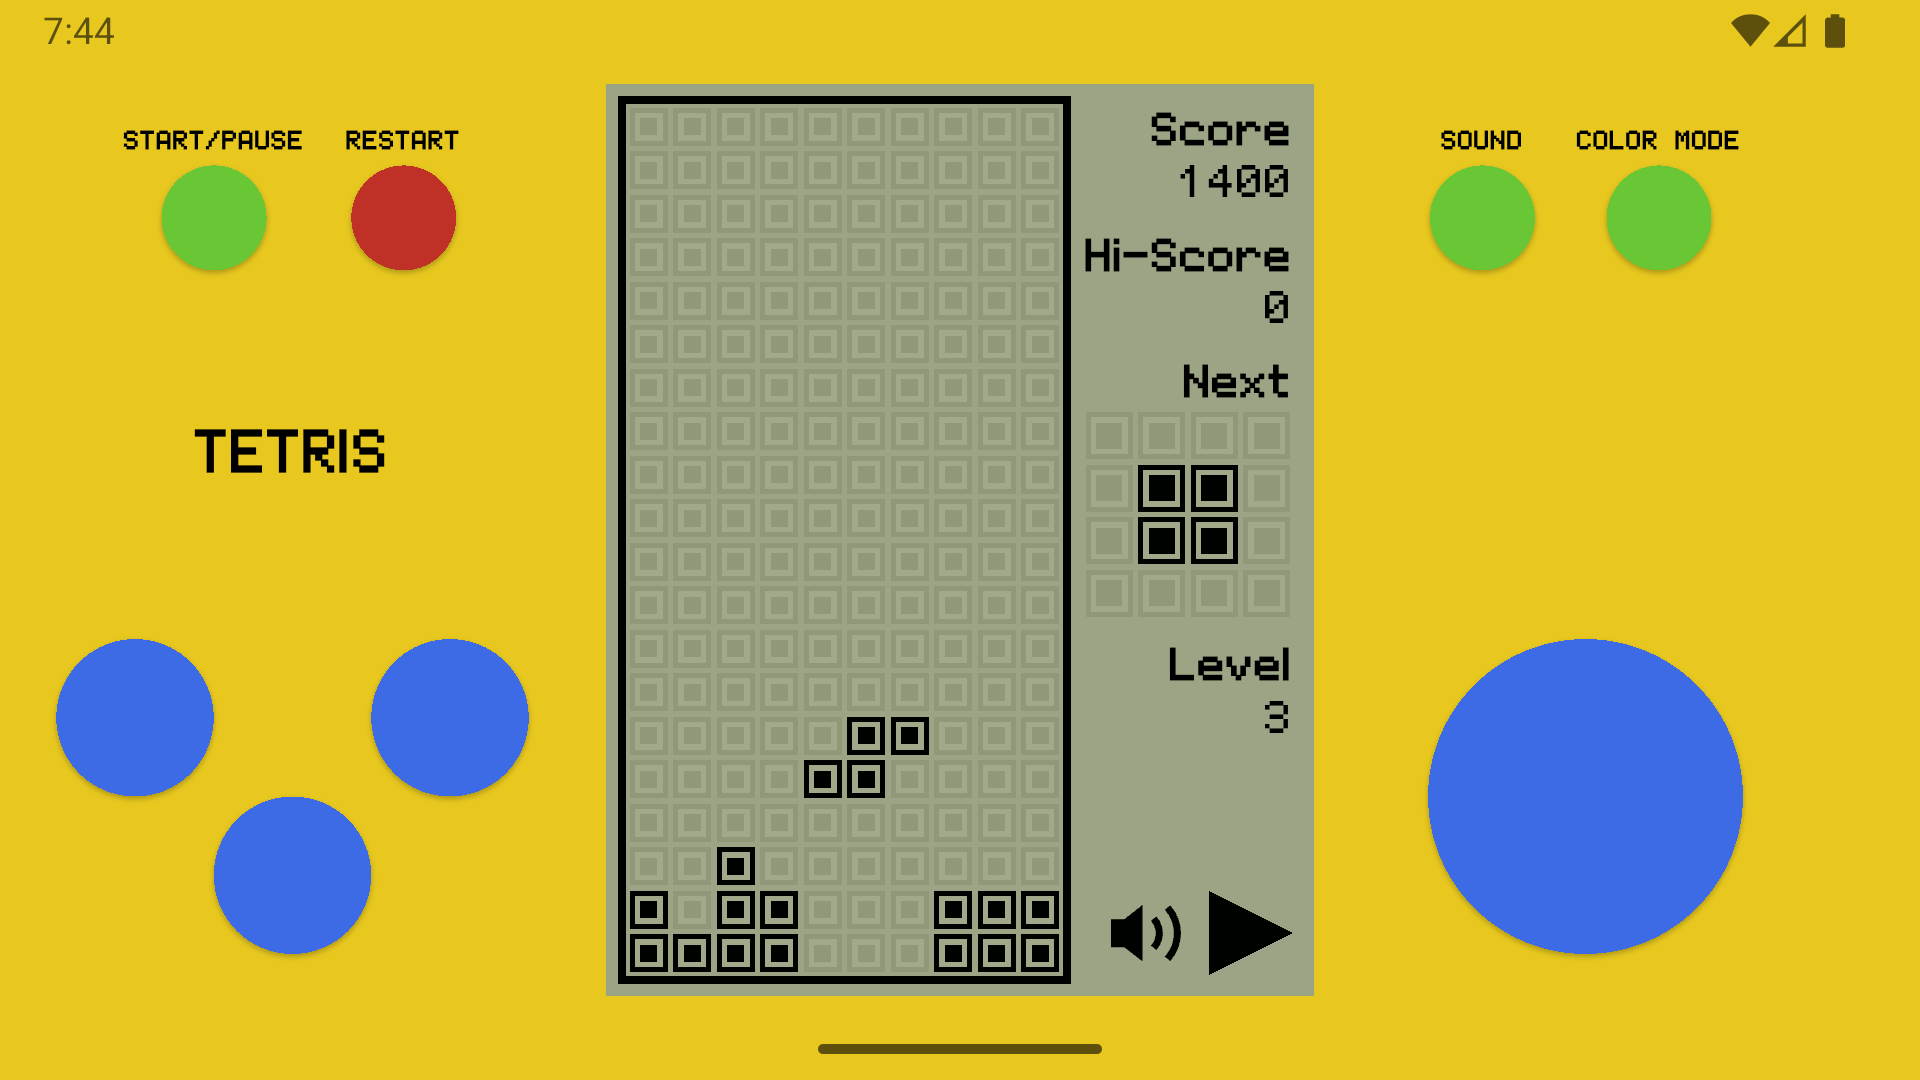 7:44
START/PAUSE
RESTART
TETRIS
Score
1400
Hi-Score
0
Next
Level
3
SOUND
COLOR MODE